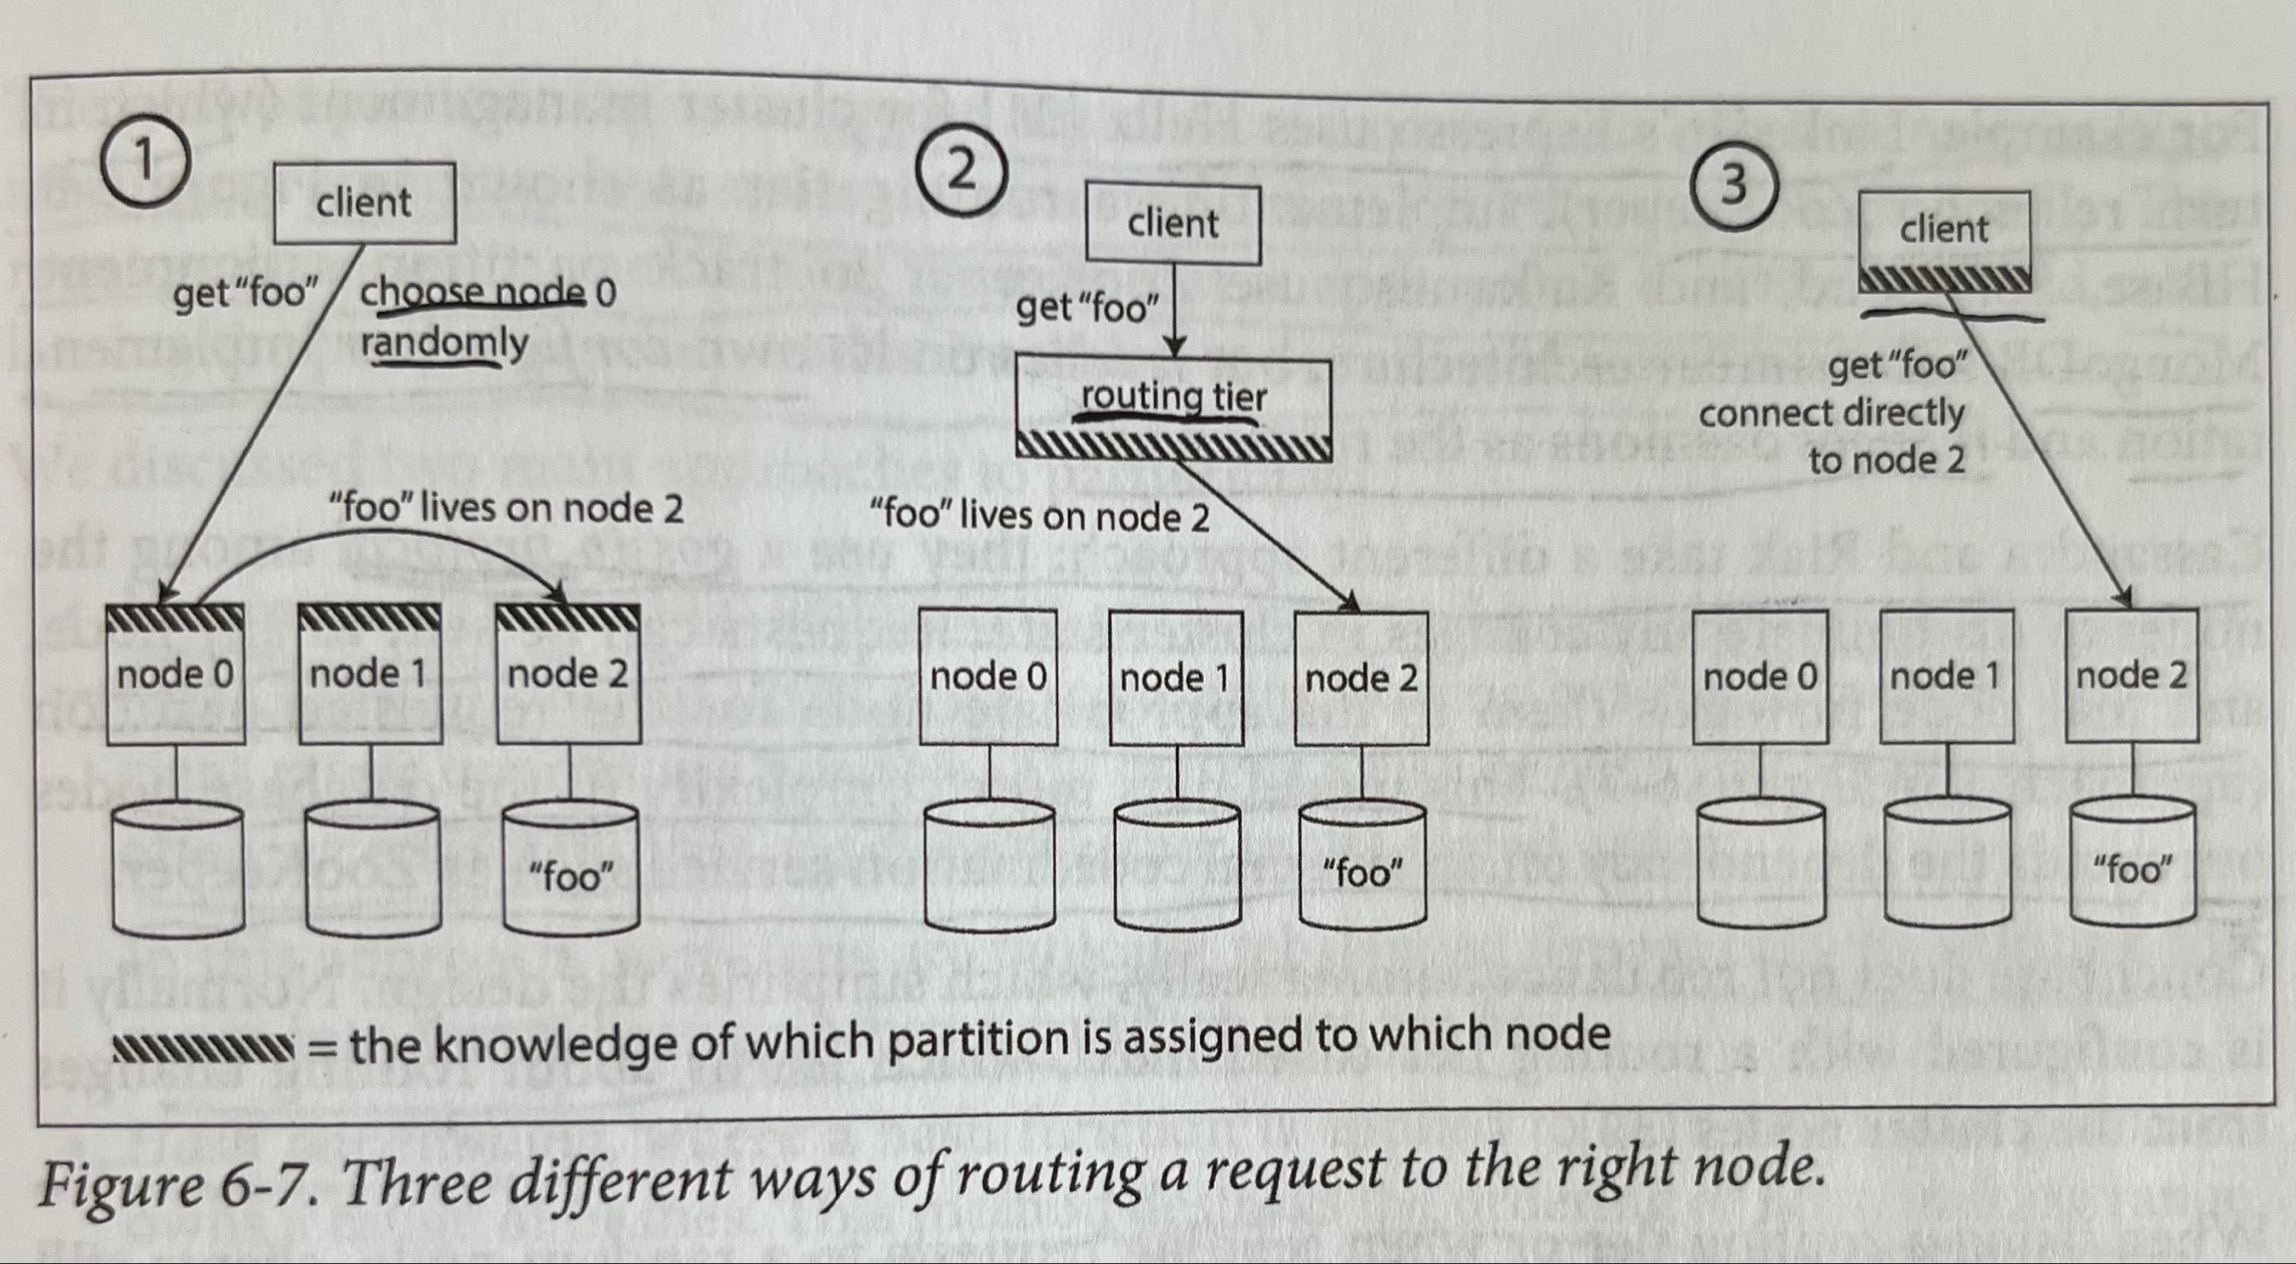 1
client
get “foo”
choose node 0
randomly
“foo” lives on node 2
node 0
node 1
node 2
“foo”
2
client
get “foo”
routing tier
“foo” lives on node 2
node 0
node 1
node 2
“foo”
3
client
get “foo”
connect directly
to node 2
node 0
node 1
node 2
“foo”
= the knowledge of which partition is assigned to which node
Figure 6-7. Three different ways of routing a request to the right node.